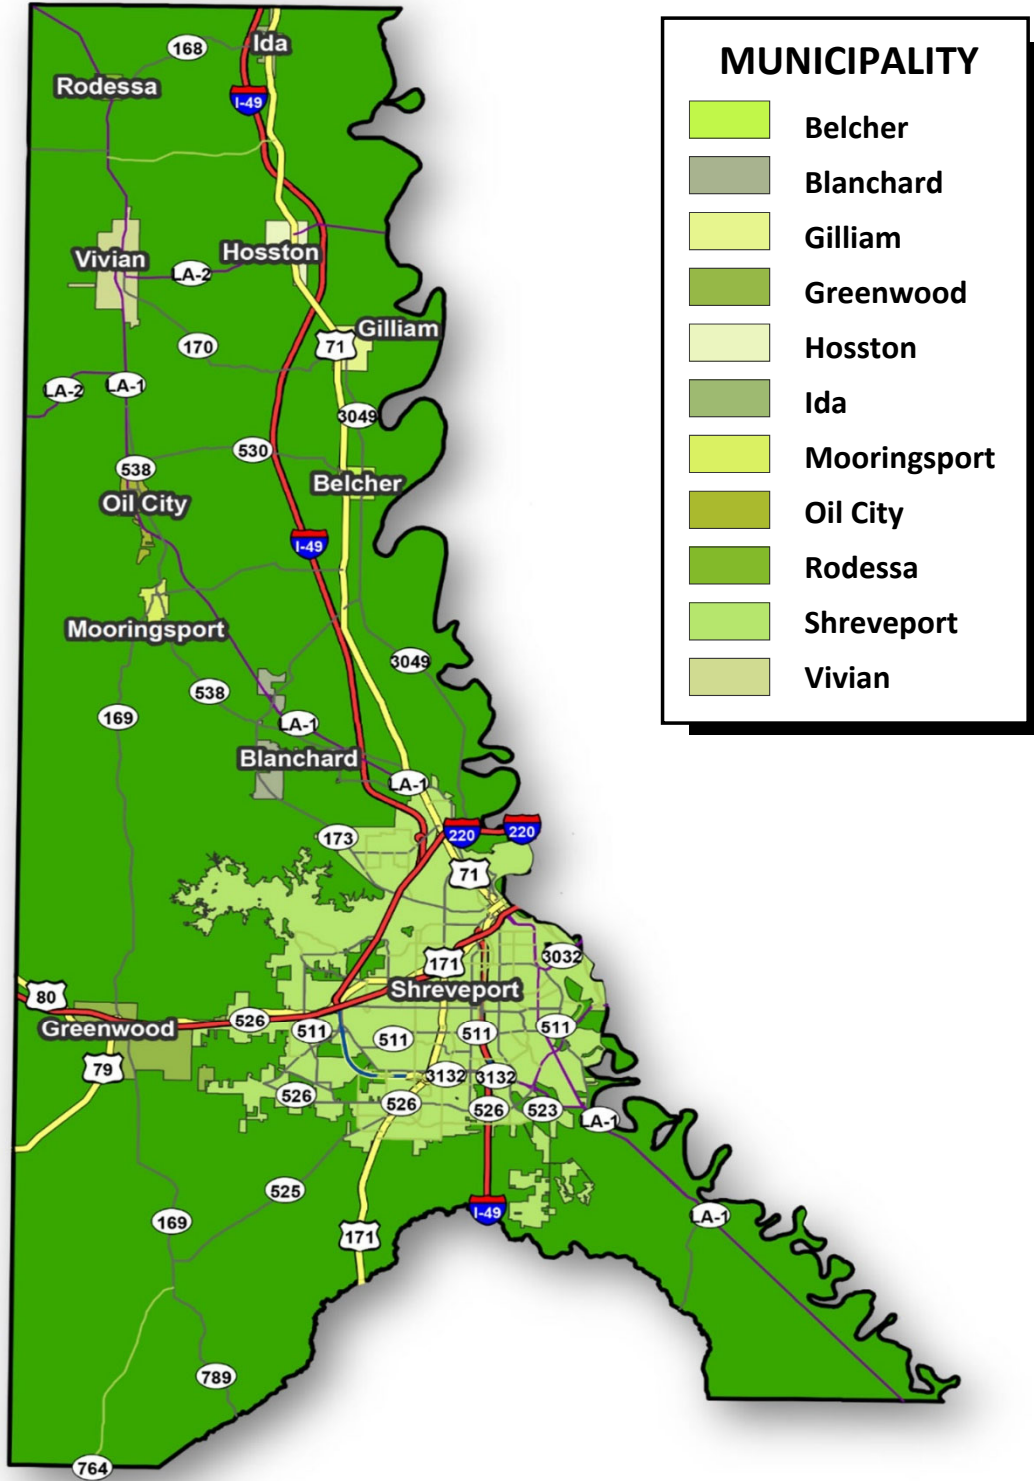 MUNICIPALITY
Belcher
Blanchard
Gilliam
Greenwood
Hosston
Ida
Mooringsport
Oil City
Rodessa
Shreveport
Vivian
168
Ida
Rodessa
I-49
Vivian
Hosston
LA-2
Gilliam
170
71
LA-2
LA-1
3049
538
530
Oil City
Belcher
I-49
Mooringsport
538
3049
169
LA-1
Blanchard
LA-1
173
220
220
71
171
3032
80
Shreveport
Greenwood
526
511
511
511
511
79
3132
3132
526
526
526
523
LA-1
525
169
171
I-49
LA-1
789
764